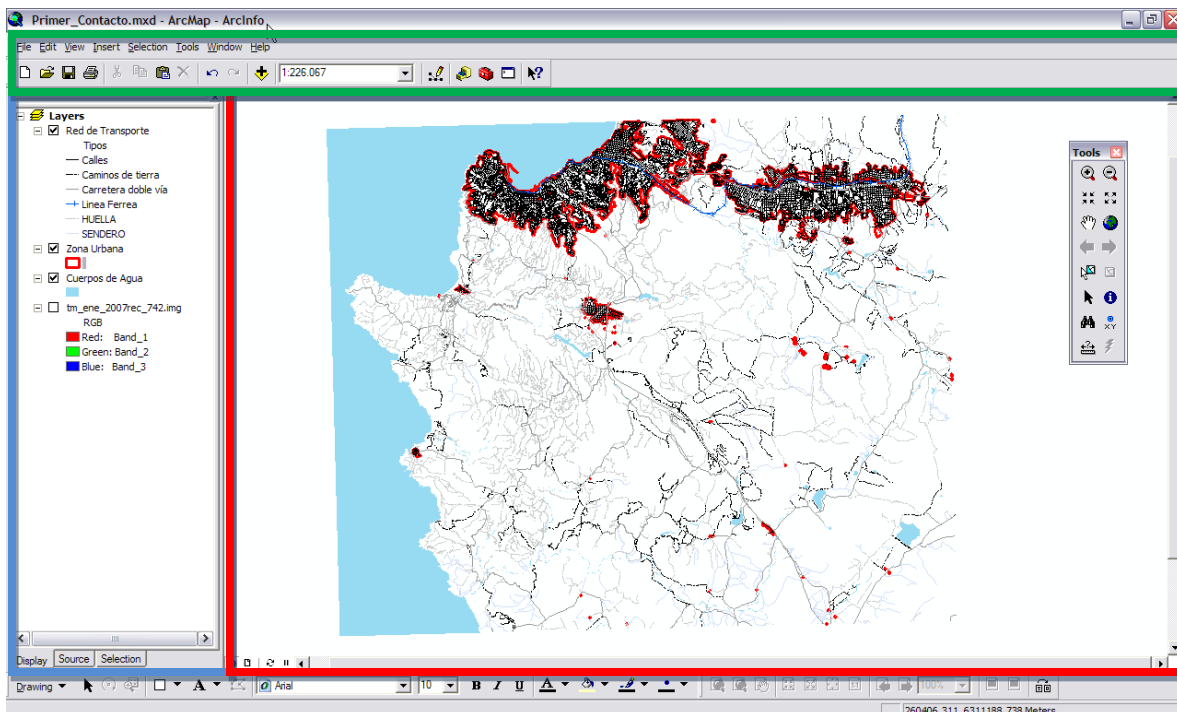 Primer_Contacto.mxd - ArcMap - ArcInfo
File Edit View Insert Selection Tools Window Help
1:226.067
Layers
Red de Transporte
Tipos
Calles
Caminos de tierra
Carretera doble vía
Linea Ferrea
HUELLA
SENDERO
Zona Urbana
Cuerpos de Agua
tm_ene_2007rec_742.img
RGB
Red: Band_1
Green: Band_2
Blue: Band_3
Tools
XY
Display Source Selection
Drawing A Arial 10 B I U A 100%
260406,311 6311188,738 Meters